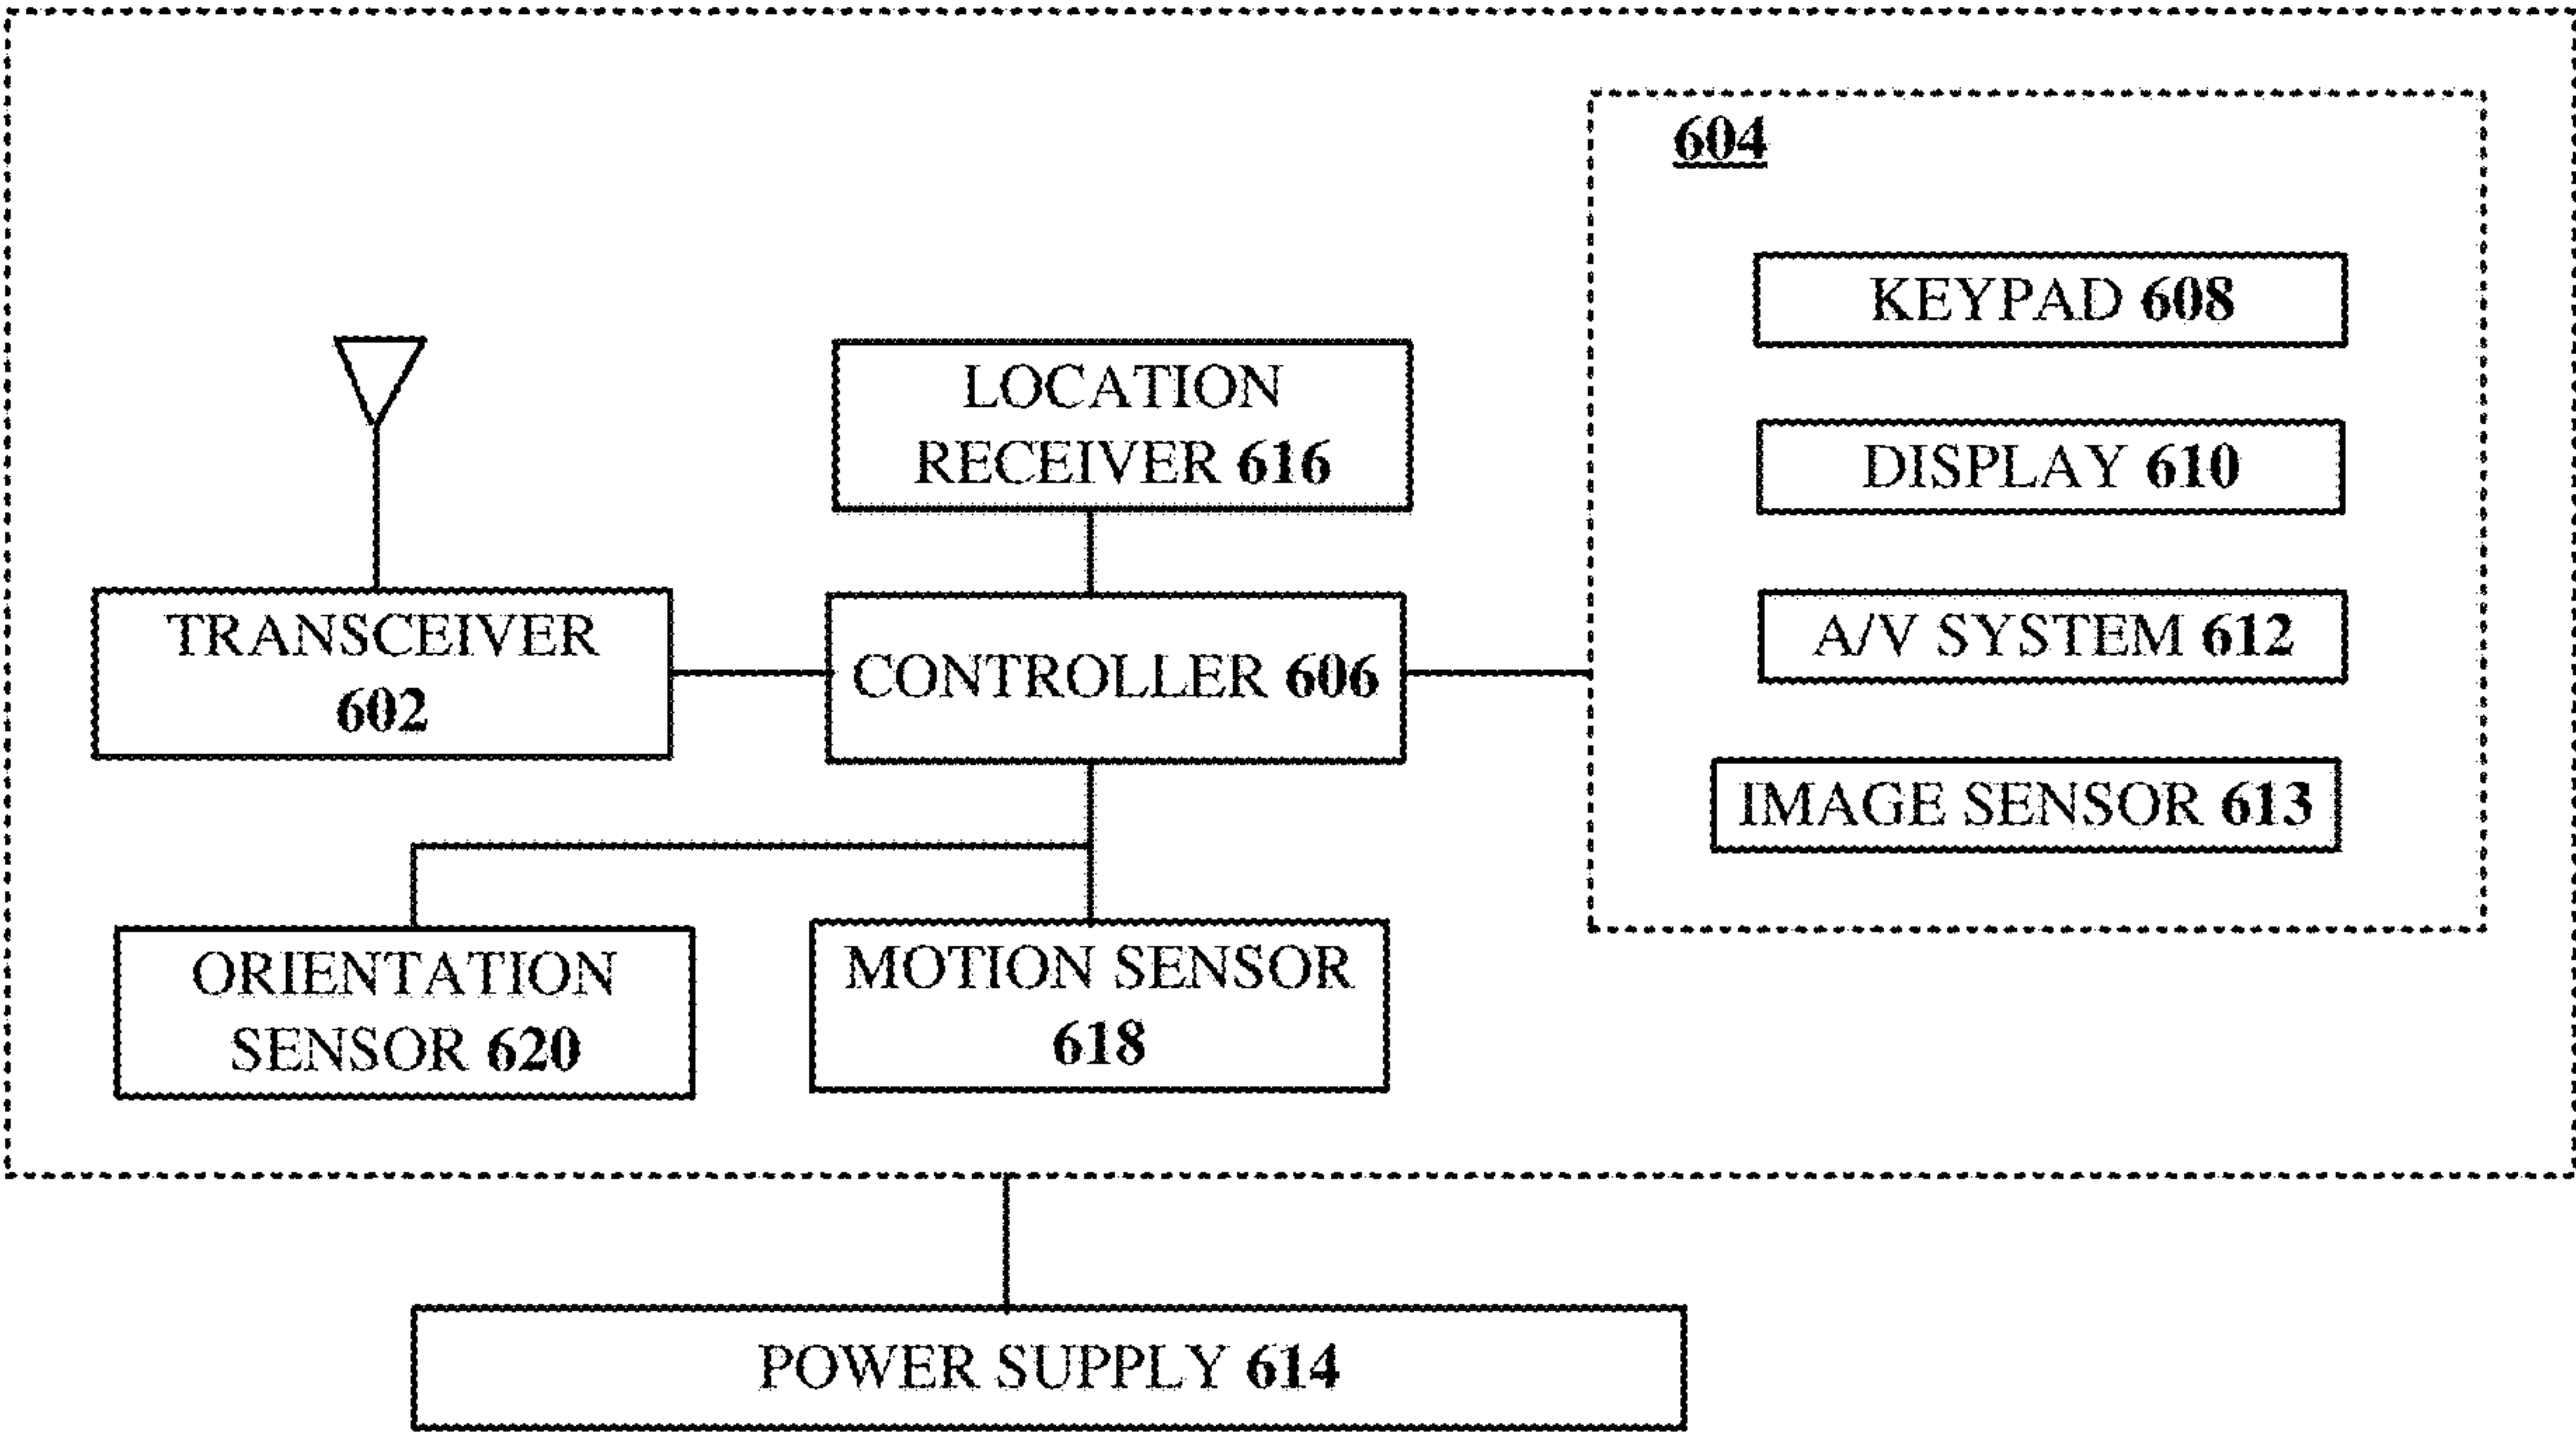 604
KEYPAD 608
DISPLAY 610
A/V SYSTEM 612
IMAGE SENSOR 613
LOCATION
RECEIVER 616
TRANSCEIVER
602
CONTROLLER 606
ORIENTATION
SENSOR 620
MOTION SENSOR
618
POWER SUPPLY 614